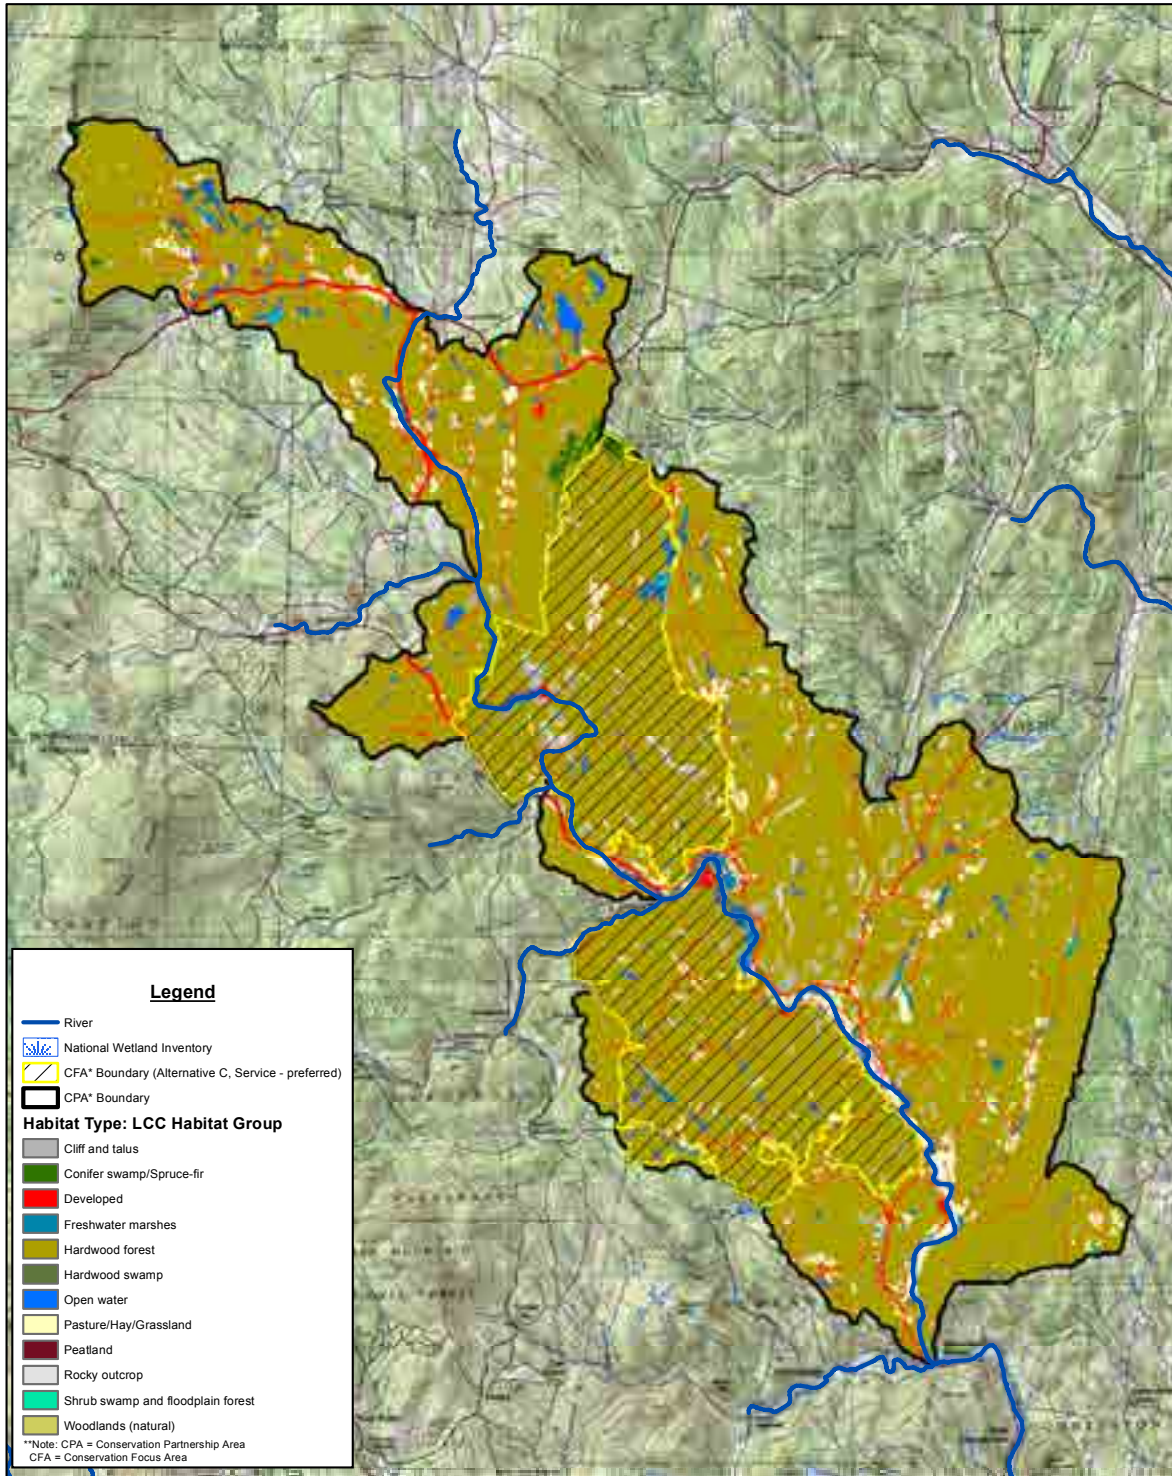 Legend
River
National Wetland Inventory
CFA* Boundary (Alternative C, Service - preferred)
CPA* Boundary
Habitat Type: LCC Habitat Group
Cliff and talus
Conifer swamp/Spruce-fir
Developed
Freshwater marshes
Hardwood forest
Hardwood swamp
Open water
Pasture/Hay/Grassland
Peatland
Rocky outcrop
Shrub swamp and floodplain forest
Woodlands (natural)
**Note: CPA = Conservation Partnership Area
CFA = Conservation Focus Area